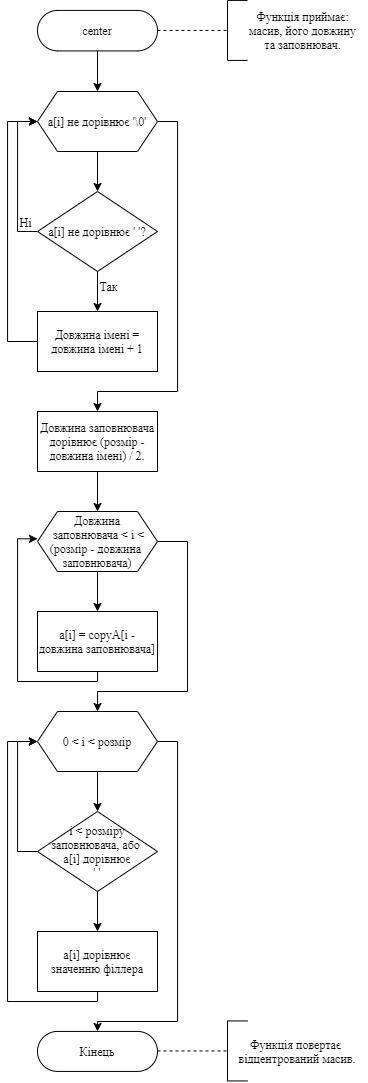 center
Функція приймає:
масив, його довжину
та заповнювач.
a[i] не дорівнює '\0'
Ні
a[i] не дорівнює ' '?
Так
Довжина імені =
довжина імені + 1
Довжина заповнювача
дорівнює (розмір -
довжина імені) / 2.
Довжина
заповнювача < i <
(розмір - довжина
заповнювача)
a[i] = copyA[i -
довжина заповнювача]
0 < i < розмір
i < розміру
заповнювача, або
a[i] дорівнює
' '
a[i] дорівнює
значенню філлера
Кінець
Функція повертає
відцентрований масив.